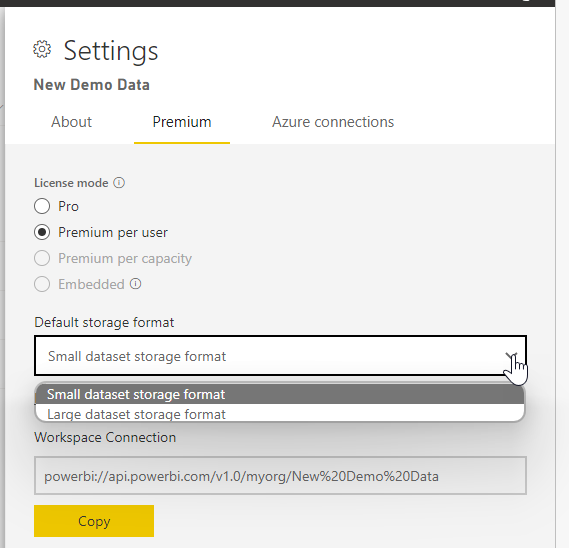 Settings
New Demo Data
About Premium Azure connections
License mode
Pro
Premium per user
Premium per capacity
Embedded
Default storage format
Small dataset storage format
Small dataset storage format
Large dataset storage format
Workspace Connection
powerbi://api.powerbi.com/v1.0/myorg/New%20Demo%20Data
Copy